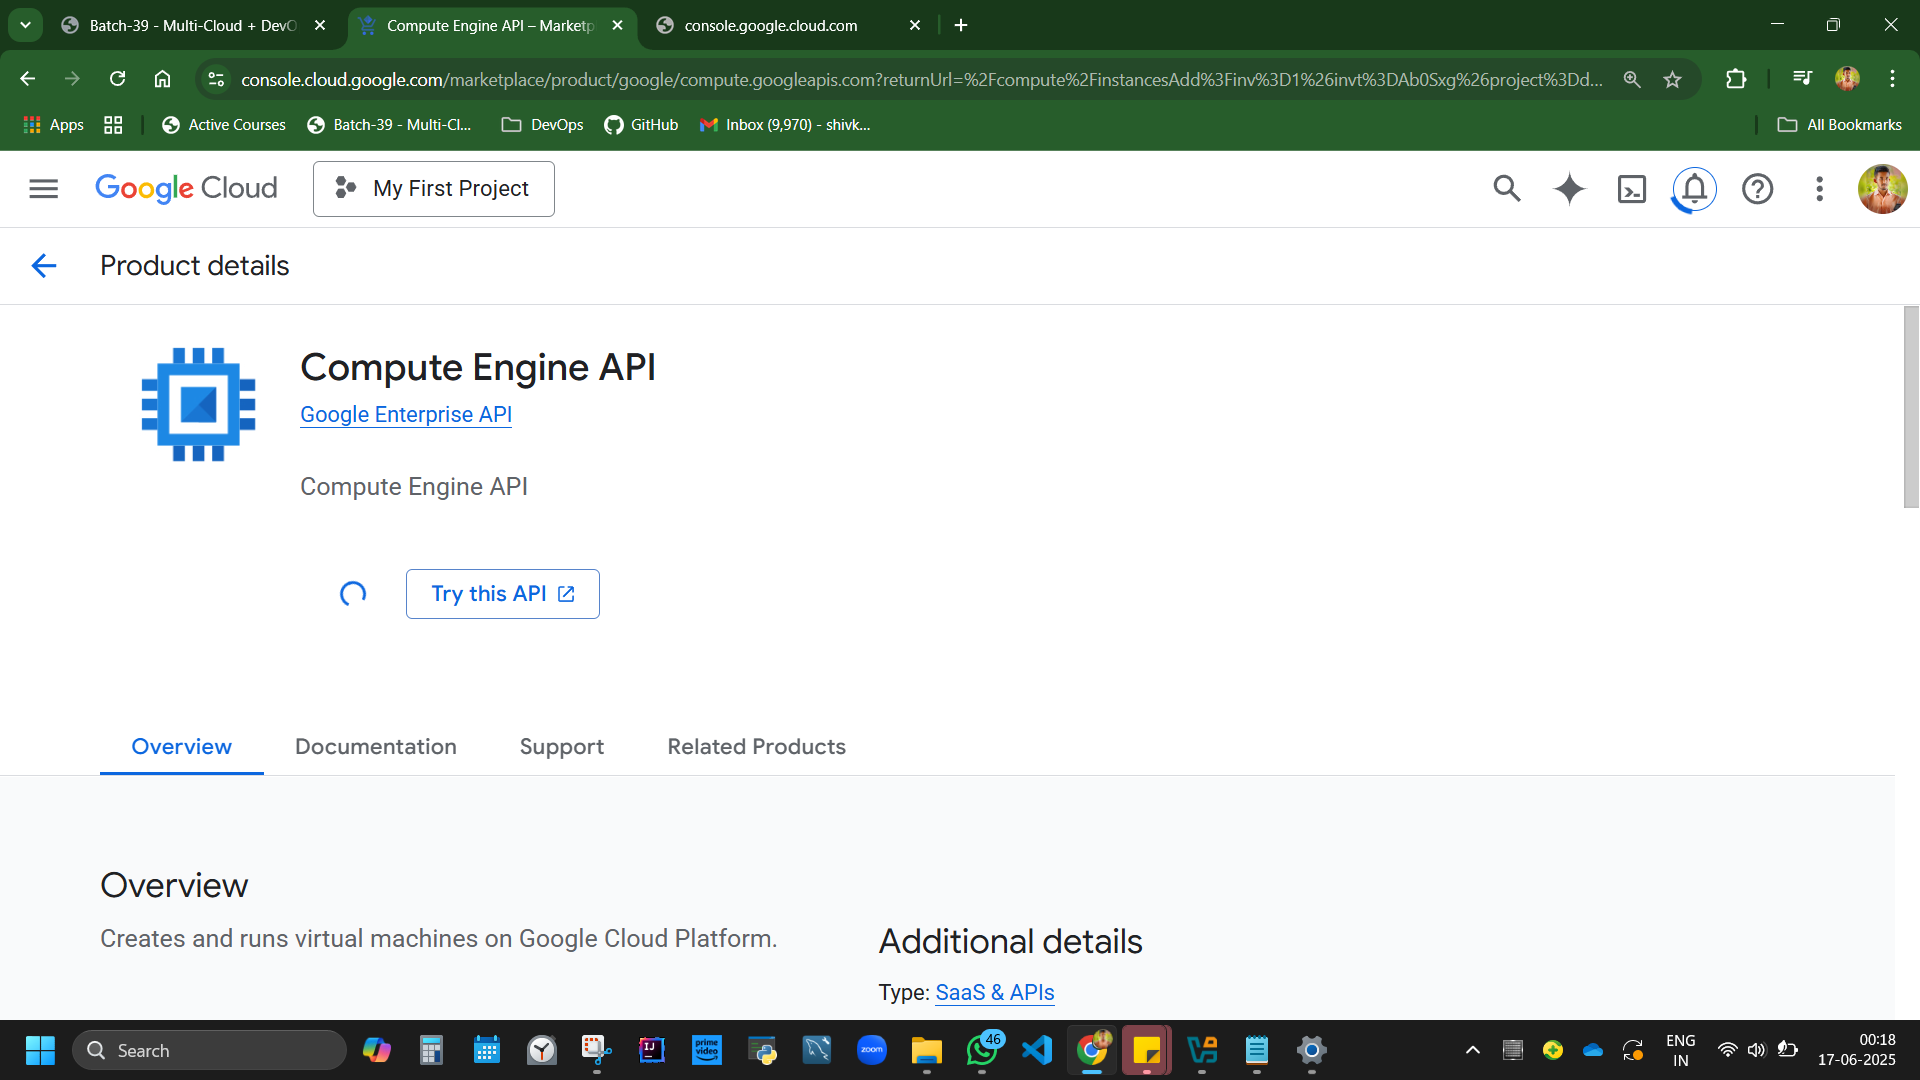 Batch-39 - Multi-Cloud + DevO
Compute Engine API – Marketp
console.google.cloud.com
console.cloud.google.com/marketplace/product/google/compute.googleapis.com?returnUrl=%2Fcompute%2FinstancesAdd%3Finv%3D1%26invt%3DAb0Sxg%26project%3Dd...
Apps
Active Courses
Batch-39 - Multi-Cl...
DevOps
GitHub
Inbox (9,970) - shivk...
All Bookmarks
Google Cloud
My First Project
Product details
Compute Engine API
Google Enterprise API
Compute Engine API
Try this API
Overview
Documentation
Support
Related Products
Overview
Creates and runs virtual machines on Google Cloud Platform.
Additional details
Type: SaaS & APIs
Search
IJ
prime
video
zoom
46
ENG
IN
00:18
17-06-2025